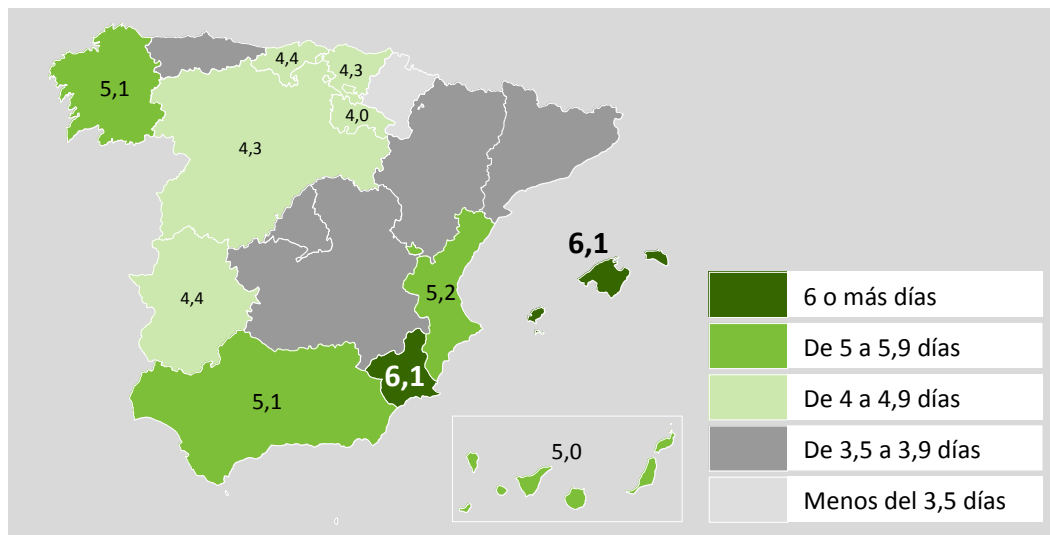 5,1
4,4
4,3
4,0
4,3
4,4
5,1
6,1
5,2
6,1
5,0
6 o más días
De 5 a 5,9 días
De 4 a 4,9 días
De 3,5 a 3,9 días
Menos del 3,5 días